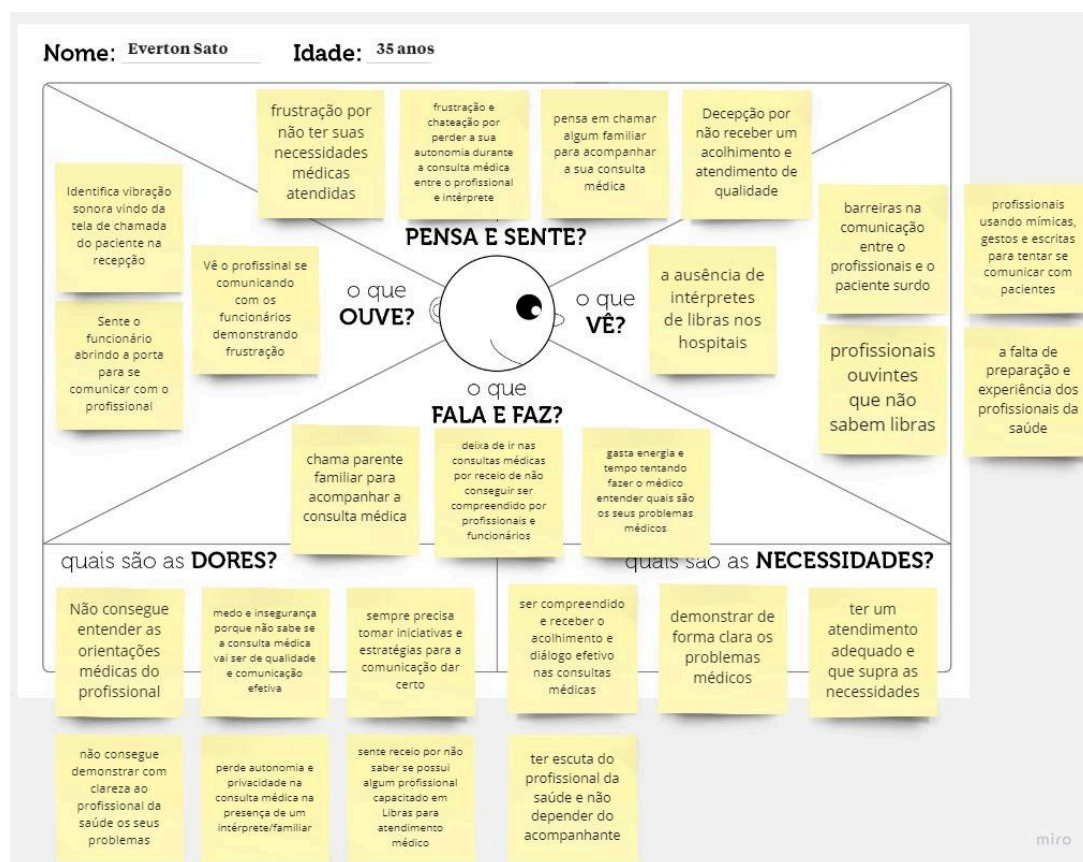 Nome: Everton Sato Idade: 35 anos
frustração por
não ter suas
necessidades
médicas
atendidas
frustração e
chateação por
perder a sua
autonomia durante
a consulta médica
entre o profissional
e intérprete
pensa em chamar
algum familiar
para acompanhar
a sua consulta
médica
Decepção por
não receber um
acolhimento e
atendimento de
qualidade
PENSA E SENTE?
Identifica vibração
sonora vindo da
tela de chamada
do paciente na
recepção
Vê o profissinal se
comunicando
com os
funcionários
demonstrando
frustração
Sente o
funcionário
abrindo a porta
para se
comunicar com o
profissional
o que
OUVE?
o que
VÊ?
a ausência de
intérpretes
de libras nos
hospitais
barreiras na
comunicação
entre o
profissionais e o
paciente surdo
profissionais
usando mímicas,
gestos e escritas
para tentar se
comunicar com
pacientes
profissionais
ouvintes
que não
sabem libras
a falta de
preparação e
experiência dos
profissionais da
saúde
o que
FALA E FAZ?
chama parente
familiar para
acompanhar a
consulta médica
deixa de ir nas
consultas médicas
por receio de não
conseguir ser
compreendido por
profissionais e
funcionários
gasta energia e
tempo tentando
fazer o médico
entender quais são
os seus problemas
médicos
quais são as DORES?
Não consegue
entender as
orientações
médicas do
profissional
medo e insegurança
porque não sabe se
a consulta médica
vai ser de qualidade
e comunicação
efetiva
sempre precisa
tomar iniciativas e
estratégias para a
comunicação dar
certo
não consegue
demonstrar com
clareza ao
profissional da
saúde os seus
problemas
perde autonomia e
privacidade na
consulta médica na
presença de um
intérprete/familiar
sente receio por não
saber se possui
algum profissional
capacitado em
Libras para
atendimento
médico
quais são as NECESSIDADES?
ser compreendido
e receber o
acolhimento e
diálogo efetivo
nas consultas
médicas
demonstrar de
forma clara os
problemas
médicos
ter um
atendimento
adequado e
que supra as
necessidades
ter escuta do
profissional da
saúde e não
depender do
acompanhante
miro